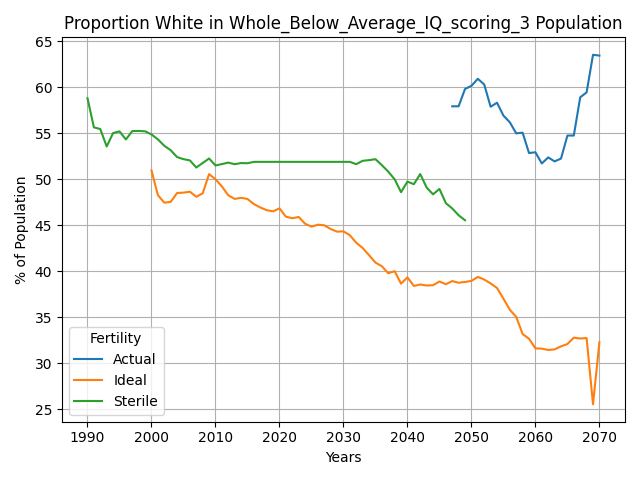 Proportion White in Whole_Below_Average_IQ_scoring_3 Population
% of Population
65
60
55
50
45
40
35
30
25
Fertility
Actual
Ideal
Sterile
1990 2000 2010 2020 2030 2040 2050 2060 2070
Years